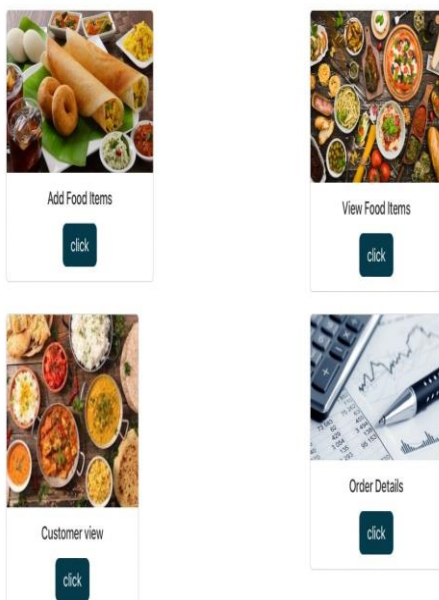 Add Food Items
click
View Food Items
click
Customer view
click
Order Details
click